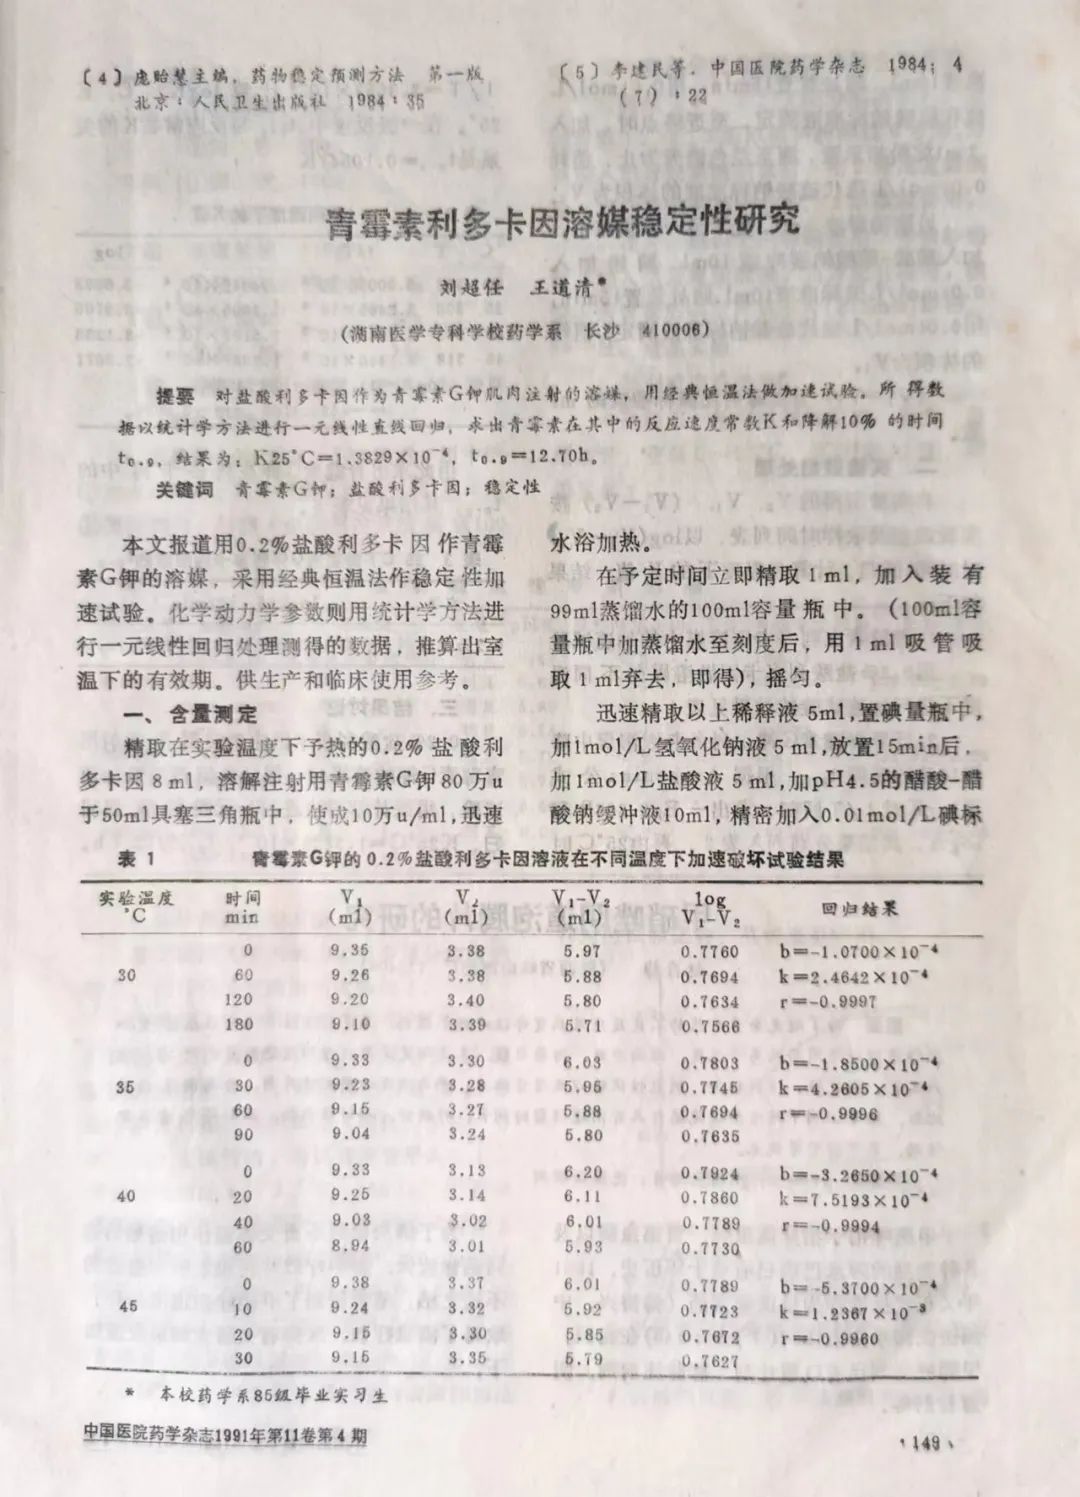 〔4〕庞贻慧主编．药物稳定预测方法 第一版
北京：人民卫生出版社 1984：35
〔5〕李建民等．中国医院药学杂志 1984；4
（7）：22
青霉素利多卡因溶媒稳定性研究
刘超任 王道清*
（湖南医学专科学校药学系 长沙 410006）
提要 对盐酸利多卡因作为青霉素G钾肌肉注射的溶媒，用经典恒温法做加速试验。所得数
据以统计学方法进行一元线性直线回归，求出青霉素在其中的反应速度常数K和降解10%的时间
t0.9，结果为：K25°C=1.3829×10⁻⁴，t0.9=12.70h。
关键词 青霉素G钾；盐酸利多卡因；稳定性
本文报道用0.2%盐酸利多卡因作青霉
素G钾的溶媒，采用经典恒温法作稳定性加
速试验。化学动力学参数则用统计学方法进
行一元线性回归处理测得的数据，推算出室
温下的有效期。供生产和临床使用参考。
一、含量测定
精取在实验温度下予热的0.2%盐酸利
多卡因8ml，溶解注射用青霉素G钾80万u
于50ml具塞三角瓶中，使成10万u/ml，迅速
水浴加热。
在予定时间立即精取1ml，加入装有
99ml蒸馏水的100ml容量瓶中。（100ml容
量瓶中加蒸馏水至刻度后，用1ml吸管吸
取1ml弃去，即得），摇匀。
迅速精取以上稀释液5ml，置碘量瓶中，
加1mol/L氢氧化钠液5ml，放置15min后，
加1mol/L盐酸液5ml，加pH4.5的醋酸-醋
酸钠缓冲液10ml，精密加入0.01mol/L碘标
表1 青霉素G钾的0.2%盐酸利多卡因溶液在不同温度下加速破坏试验结果
实验温度 时间 V₁ V₂ V₁-V₂ log 回归结果
°C min (ml) (ml) (ml) V₁-V₂
0 9.35 3.38 5.97 0.7760 b=-1.0700×10⁻⁴
30 60 9.26 3.38 5.88 0.7694 k=2.4642×10⁻⁴
120 9.20 3.40 5.80 0.7634 r=-0.9997
180 9.10 3.39 5.71 0.7566
0 9.33 3.30 6.03 0.7803 b=-1.8500×10⁻⁴
35 30 9.23 3.28 5.95 0.7745 k=4.2605×10⁻⁴
60 9.15 3.27 5.88 0.7694 r=-0.9996
90 9.04 3.24 5.80 0.7635
0 9.33 3.13 6.20 0.7924 b=-3.2650×10⁻⁴
40 20 9.25 3.14 6.11 0.7860 k=7.5193×10⁻⁴
40 9.03 3.02 6.01 0.7789 r=-0.9994
60 8.94 3.01 5.93 0.7730
0 9.38 3.37 6.01 0.7789 b=-5.3700×10⁻⁴
45 10 9.24 3.32 5.92 0.7723 k=1.2367×10⁻³
20 9.15 3.30 5.85 0.7672 r=-0.9960
30 9.15 3.35 5.79 0.7627
* 本校药学系85级毕业实习生
中国医院药学杂志1991年第11卷第4期
·149·